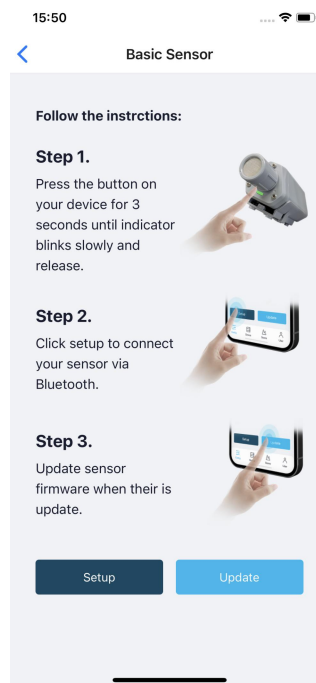 15:50
Basic Sensor
Follow the instrctions:
Step 1.
Press the button on
your device for 3
seconds until indicator
blinks slowly and
release.
Step 2.
Click setup to connect
your sensor via
Bluetooth.
Step 3.
Update sensor
firmware when their is
update.
Setup
Update